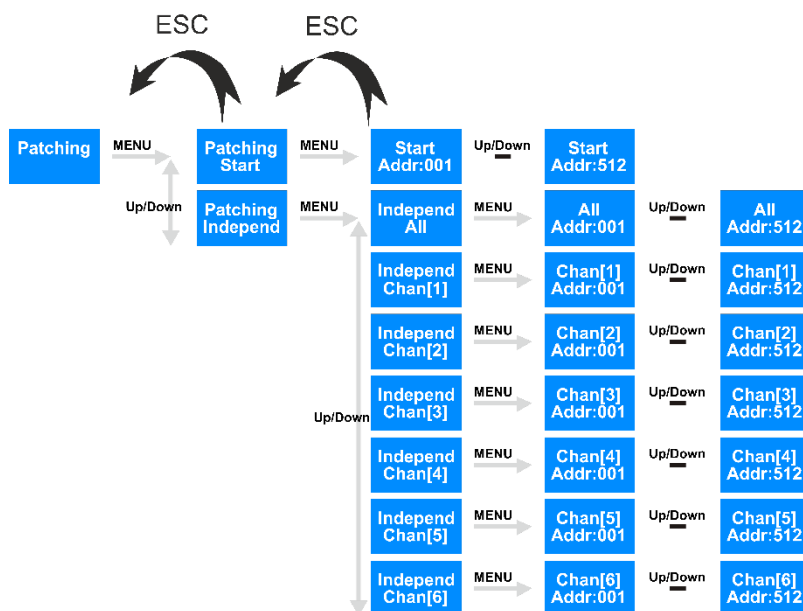 ESC
ESC
Patching
MENU
Patching
Start
MENU
Start
Addr:001
Up/Down
Start
Addr:512
Up/Down
Patching
Independ
MENU
Independ
All
MENU
All
Addr:001
Up/Down
All
Addr:512
Independ
Chan[1]
MENU
Chan[1]
Addr:001
Up/Down
Chan[1]
Addr:512
Independ
Chan[2]
MENU
Chan[2]
Addr:001
Up/Down
Chan[2]
Addr:512
Up/Down
Independ
Chan[3]
MENU
Chan[3]
Addr:001
Up/Down
Chan[3]
Addr:512
Independ
Chan[4]
MENU
Chan[4]
Addr:001
Up/Down
Chan[4]
Addr:512
Independ
Chan[5]
MENU
Chan[5]
Addr:001
Up/Down
Chan[5]
Addr:512
Independ
Chan[6]
MENU
Chan[6]
Addr:001
Up/Down
Chan[6]
Addr:512